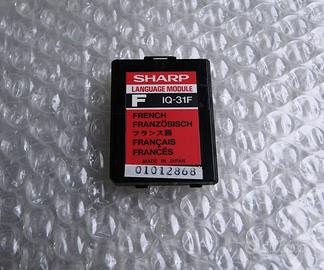 SHARP
LANGUAGE MODULE
F IQ-31F
FRENCH
FRANZÖSISCH
フランス語
FRANÇAIS
FRANCÉS
MADE IN JAPAN
01012868